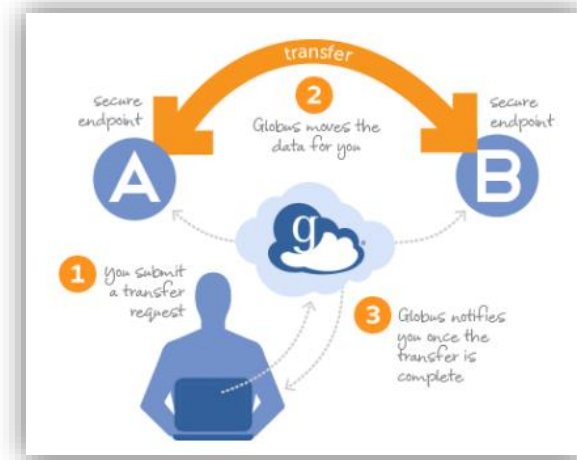 transfer
secure
endpoint
2
secure
endpoint
Globus moves the
data for you
A
B
g
1
You submit
a transfer
request
3
Globus notifies
you once the
transfer is
complete